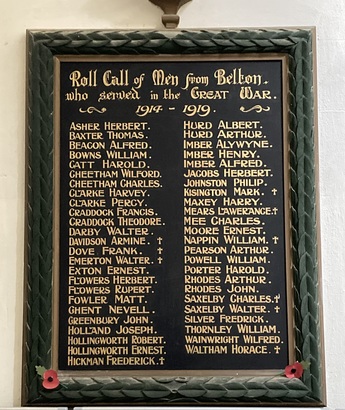 Roll Call of Men from Belton.
who served in the Great War.
1914 - 1919.
Asher Herbert.
Baxter Thomas.
Beacon Alfred.
Bowns William.
Gatt Harold.
Cheetham Wilford.
Cheetham Charles.
Clarke Harvey.
Clarke Percy.
Craddock Francis.
Craddock Theodore.
Darby Walter.
Davidson Armine. †
Dove Frank. †
Emerton Walter. †
Exton Ernest.
Flowers Herbert.
Flowers Rupert.
Fowler Matt.
Ghent Nevell.
Greenbury John.
Holland Joseph.
Hollingworth Robert.
Hollingworth Ernest.
Hickman Frederick. †
Hurd Albert.
Hurd Arthur.
Imber Alywyne.
Imber Henry.
Imber Alfred.
Jacobs Herbert.
Johnston Philip.
Kisington Mark. †
Maxey Harry.
Mears Lawerance. †
Mee Charles.
Moore Ernest.
Nappin William. †
Pearson Arthur.
Powell William.
Porter Harold.
Rhodes Arthur.
Rhodes John.
Saxelby Charles. †
Saxelby Walter. †
Silver Fredrick.
Thornley William.
Wainwright Wilfred.
Waltham Horace. †